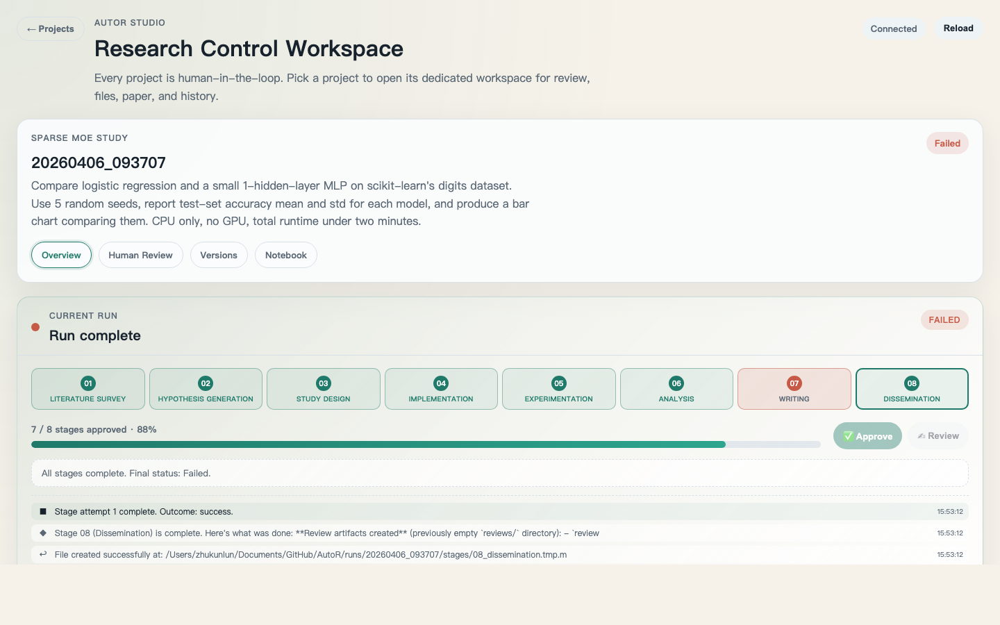 ← Projects
AUTOR STUDIO
Research Control Workspace
Every project is human-in-the-loop. Pick a project to open its dedicated workspace for review,
files, paper, and history.
Connected
Reload
SPARSE MOE STUDY
Failed
20260406_093707
Compare logistic regression and a small 1-hidden-layer MLP on scikit-learn's digits dataset.
Use 5 random seeds, report test-set accuracy mean and std for each model, and produce a bar
chart comparing them. CPU only, no GPU, total runtime under two minutes.
Overview
Human Review
Versions
Notebook
CURRENT RUN
Run complete
FAILED
01
LITERATURE SURVEY
02
HYPOTHESIS GENERATION
03
STUDY DESIGN
04
IMPLEMENTATION
05
EXPERIMENTATION
06
ANALYSIS
07
WRITING
08
DISSEMINATION
7 / 8 stages approved · 88%
✅ Approve
✍ Review
All stages complete. Final status: Failed.
■ Stage attempt 1 complete. Outcome: success. 15:53:12
◆ Stage 08 (Dissemination) is complete. Here's what was done: **Review artifacts created** (previously empty `reviews/` directory): – `review 15:53:12
↩ File created successfully at: /Users/zhukunlun/Documents/GitHub/AutoR/runs/20260406_093707/stages/08_dissemination.tmp.m 15:53:12